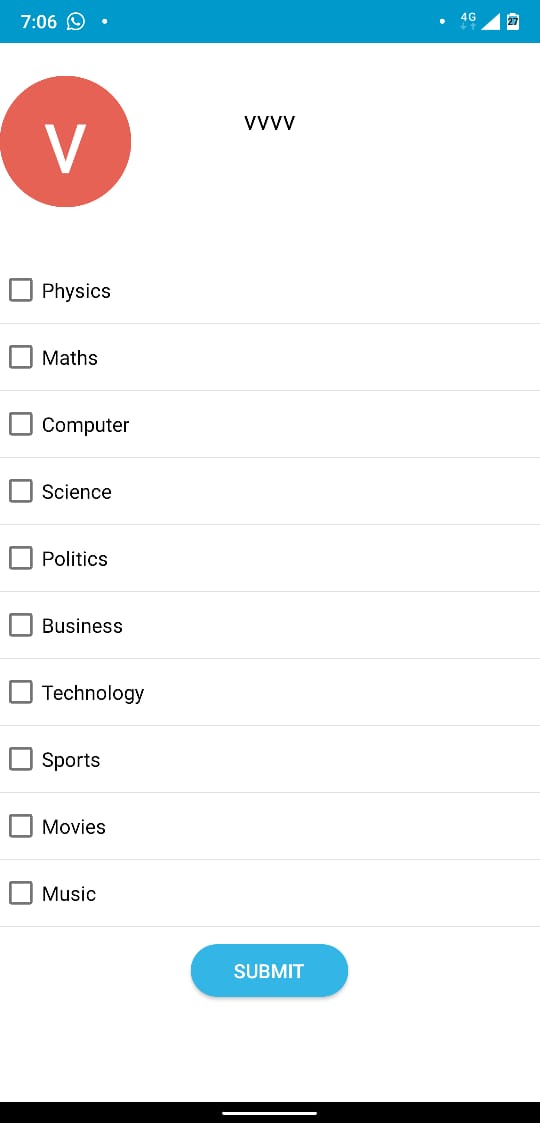 7:06
4G
27
V
vvvv
Physics
Maths
Computer
Science
Politics
Business
Technology
Sports
Movies
Music
SUBMIT